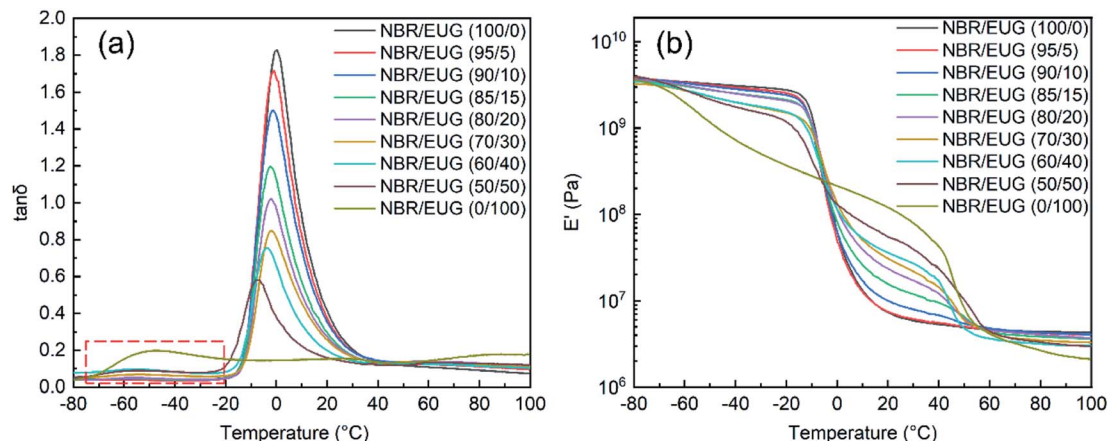 (a)
tanδ
2.0
1.8
1.6
1.4
1.2
1.0
0.8
0.6
0.4
0.2
0.0
-80 -60 -40 -20 0 20 40 60 80 100
Temperature (°C)
NBR/EUG (100/0)
NBR/EUG (95/5)
NBR/EUG (90/10)
NBR/EUG (85/15)
NBR/EUG (80/20)
NBR/EUG (70/30)
NBR/EUG (60/40)
NBR/EUG (50/50)
NBR/EUG (0/100)
(b)
E' (Pa)
10¹⁰
10⁹
10⁸
10⁷
10⁶
-80 -60 -40 -20 0 20 40 60 80 100
Temperature (°C)
NBR/EUG (100/0)
NBR/EUG (95/5)
NBR/EUG (90/10)
NBR/EUG (85/15)
NBR/EUG (80/20)
NBR/EUG (70/30)
NBR/EUG (60/40)
NBR/EUG (50/50)
NBR/EUG (0/100)